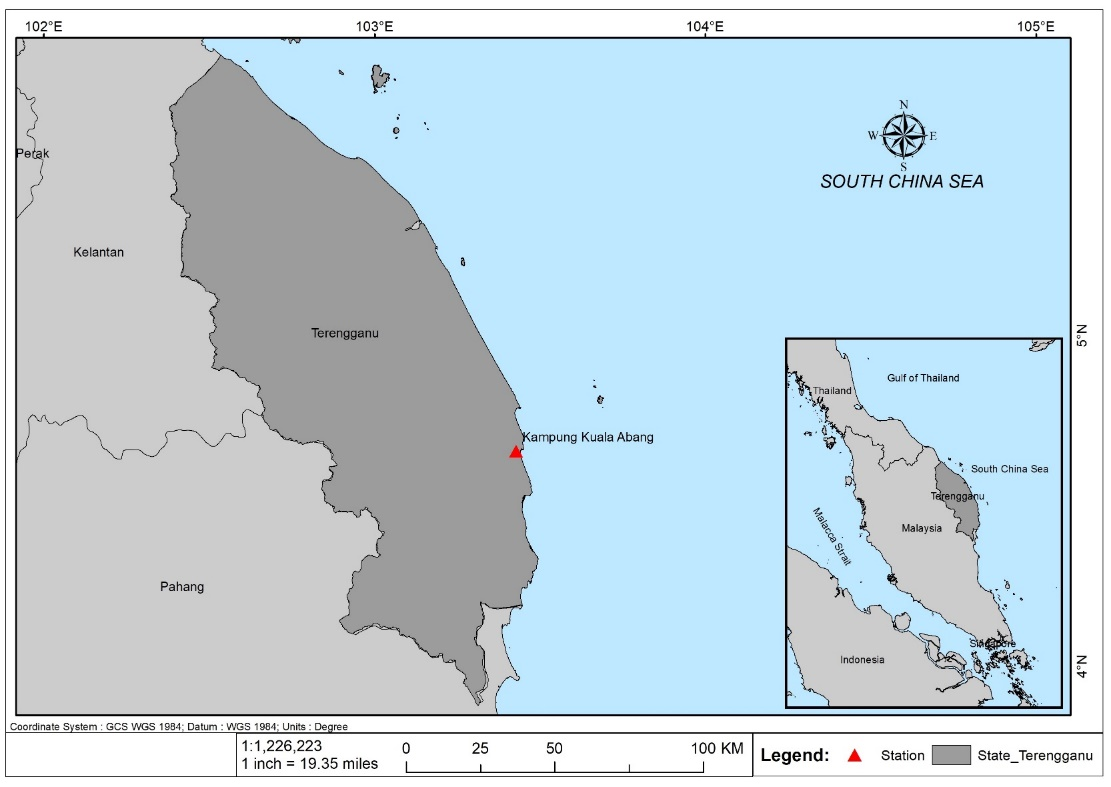 102°E 103°E 104°E 105°E
N
W E
S
SOUTH CHINA SEA
Perak
Kelantan
Terengganu
5°N
Kampung Kuala Abang
Pahang
4°N
Gulf of Thailand
Thailand
South China Sea
Terengganu
Malaysia
Malacca Strait
Singapore
Indonesia
Coordinate System : GCS WGS 1984; Datum : WGS 1984; Units : Degree
1:1,226,223
1 inch = 19.35 miles
0 25 50 100 KM
Legend: Station State_Terengganu